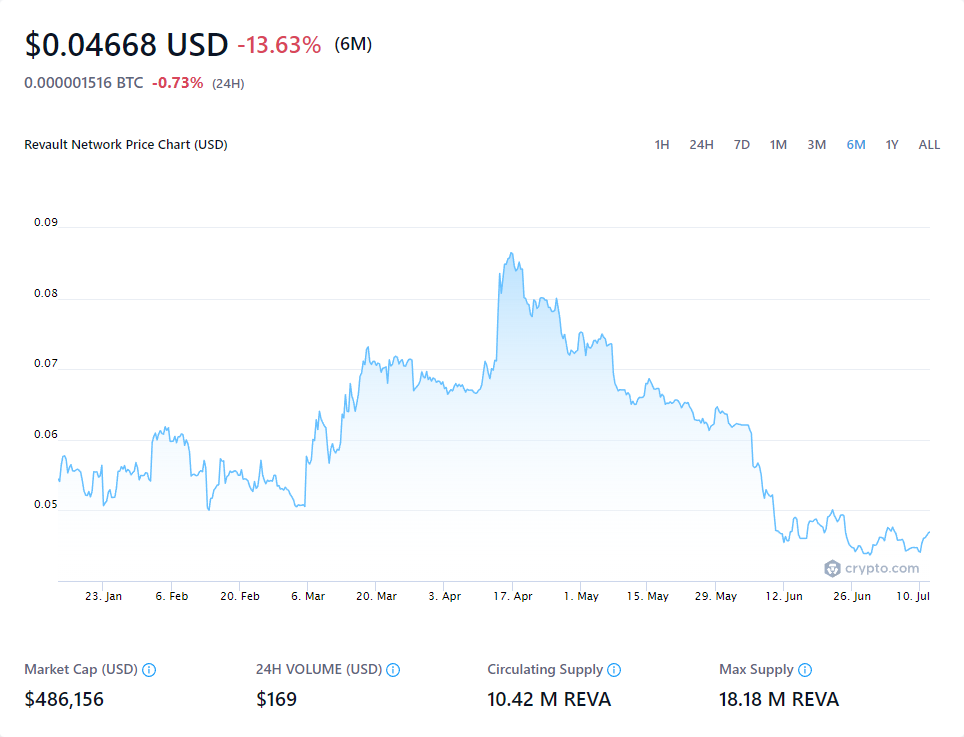 $0.04668 USD -13.63% (6M)
0.000001516 BTC -0.73% (24H)
Revault Network Price Chart (USD)
1H 24H 7D 1M 3M 6M 1Y ALL
0.09
0.08
0.07
0.06
0.05
crypto.com
23. Jan 6. Feb 20. Feb 6. Mar 20. Mar 3. Apr 17. Apr 1. May 15. May 29. May 12. Jun 26. Jun 10. Jul
Market Cap (USD) 24H VOLUME (USD) Circulating Supply Max Supply
$486,156 $169 10.42 M REVA 18.18 M REVA